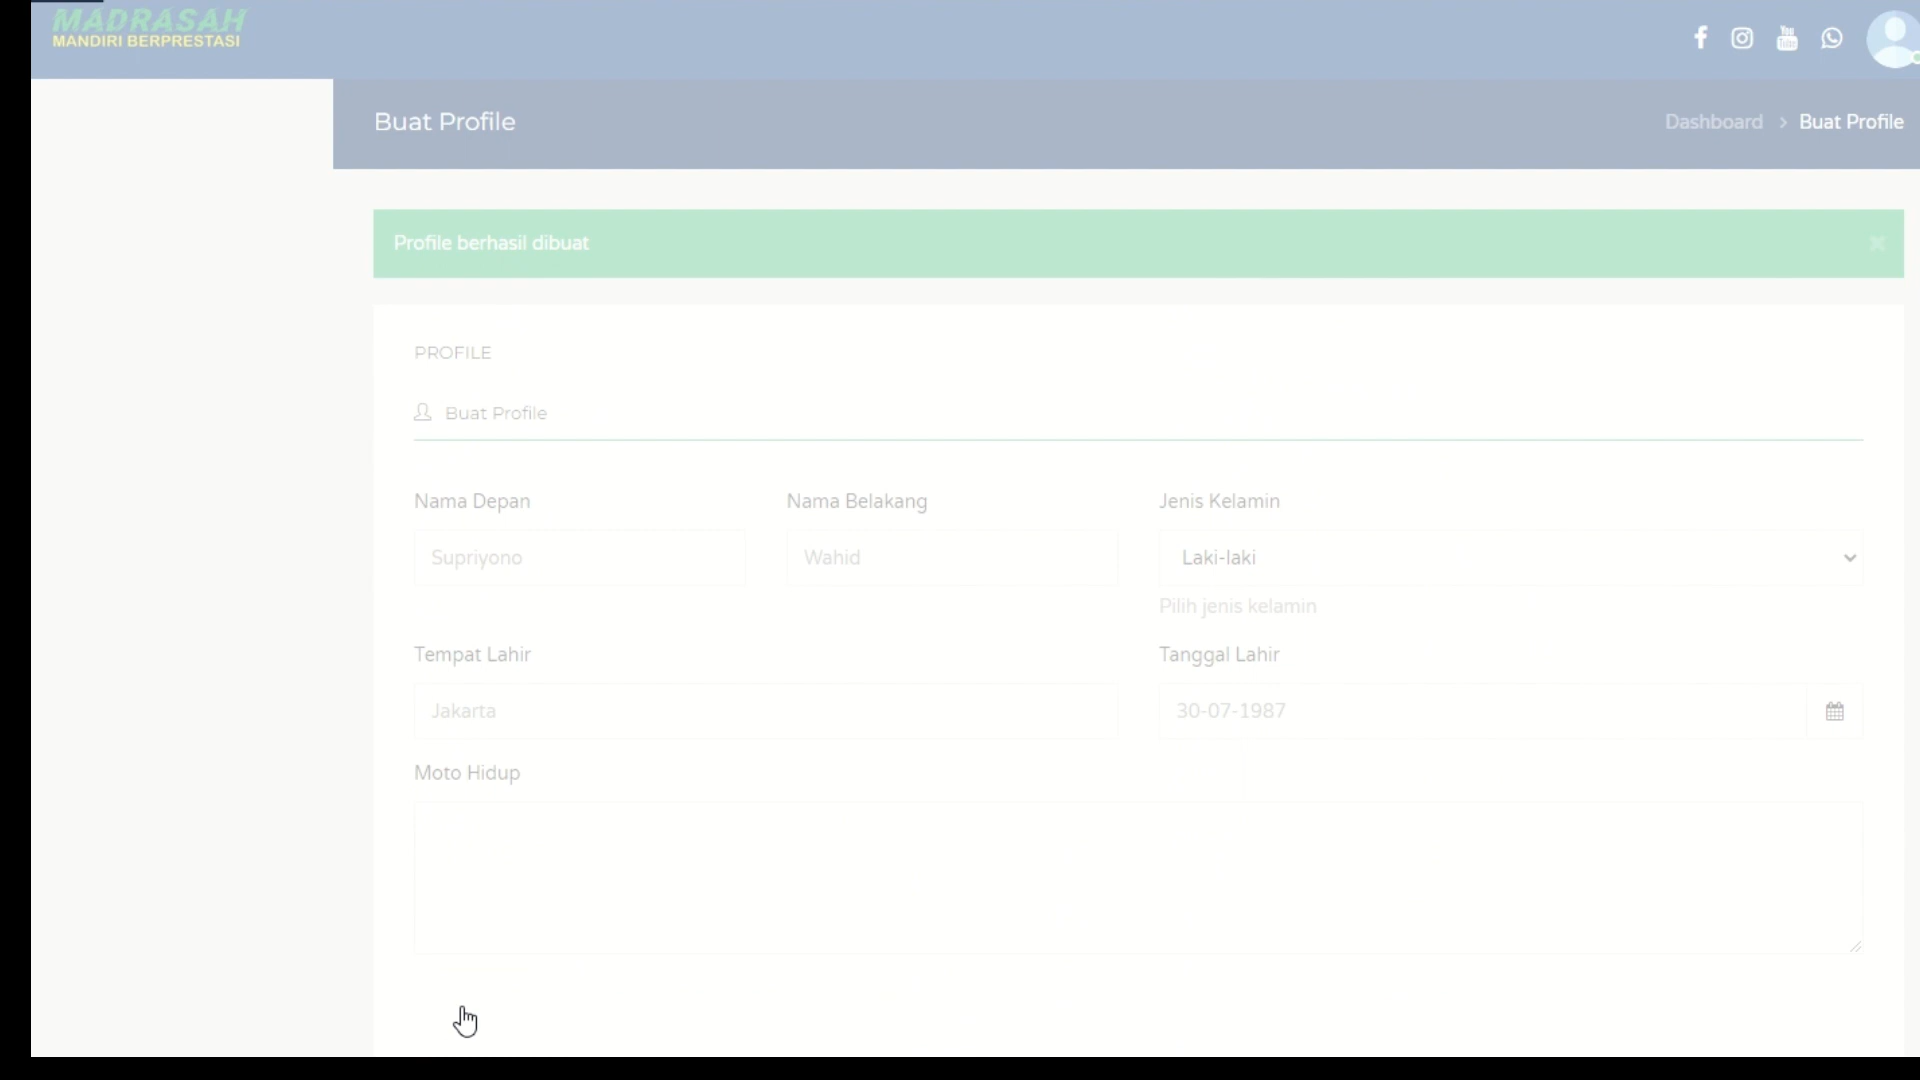 MADRASAH
MANDIRI BERPRESTASI
Buat Profile
Dashboard > Buat Profile
Profile berhasil dibuat
PROFILE
Buat Profile
Nama Depan
Nama Belakang
Jenis Kelamin
Supriyono
Wahid
Laki-laki
Pilih jenis kelamin
Tempat Lahir
Tanggal Lahir
Jakarta
30-07-1987
Moto Hidup